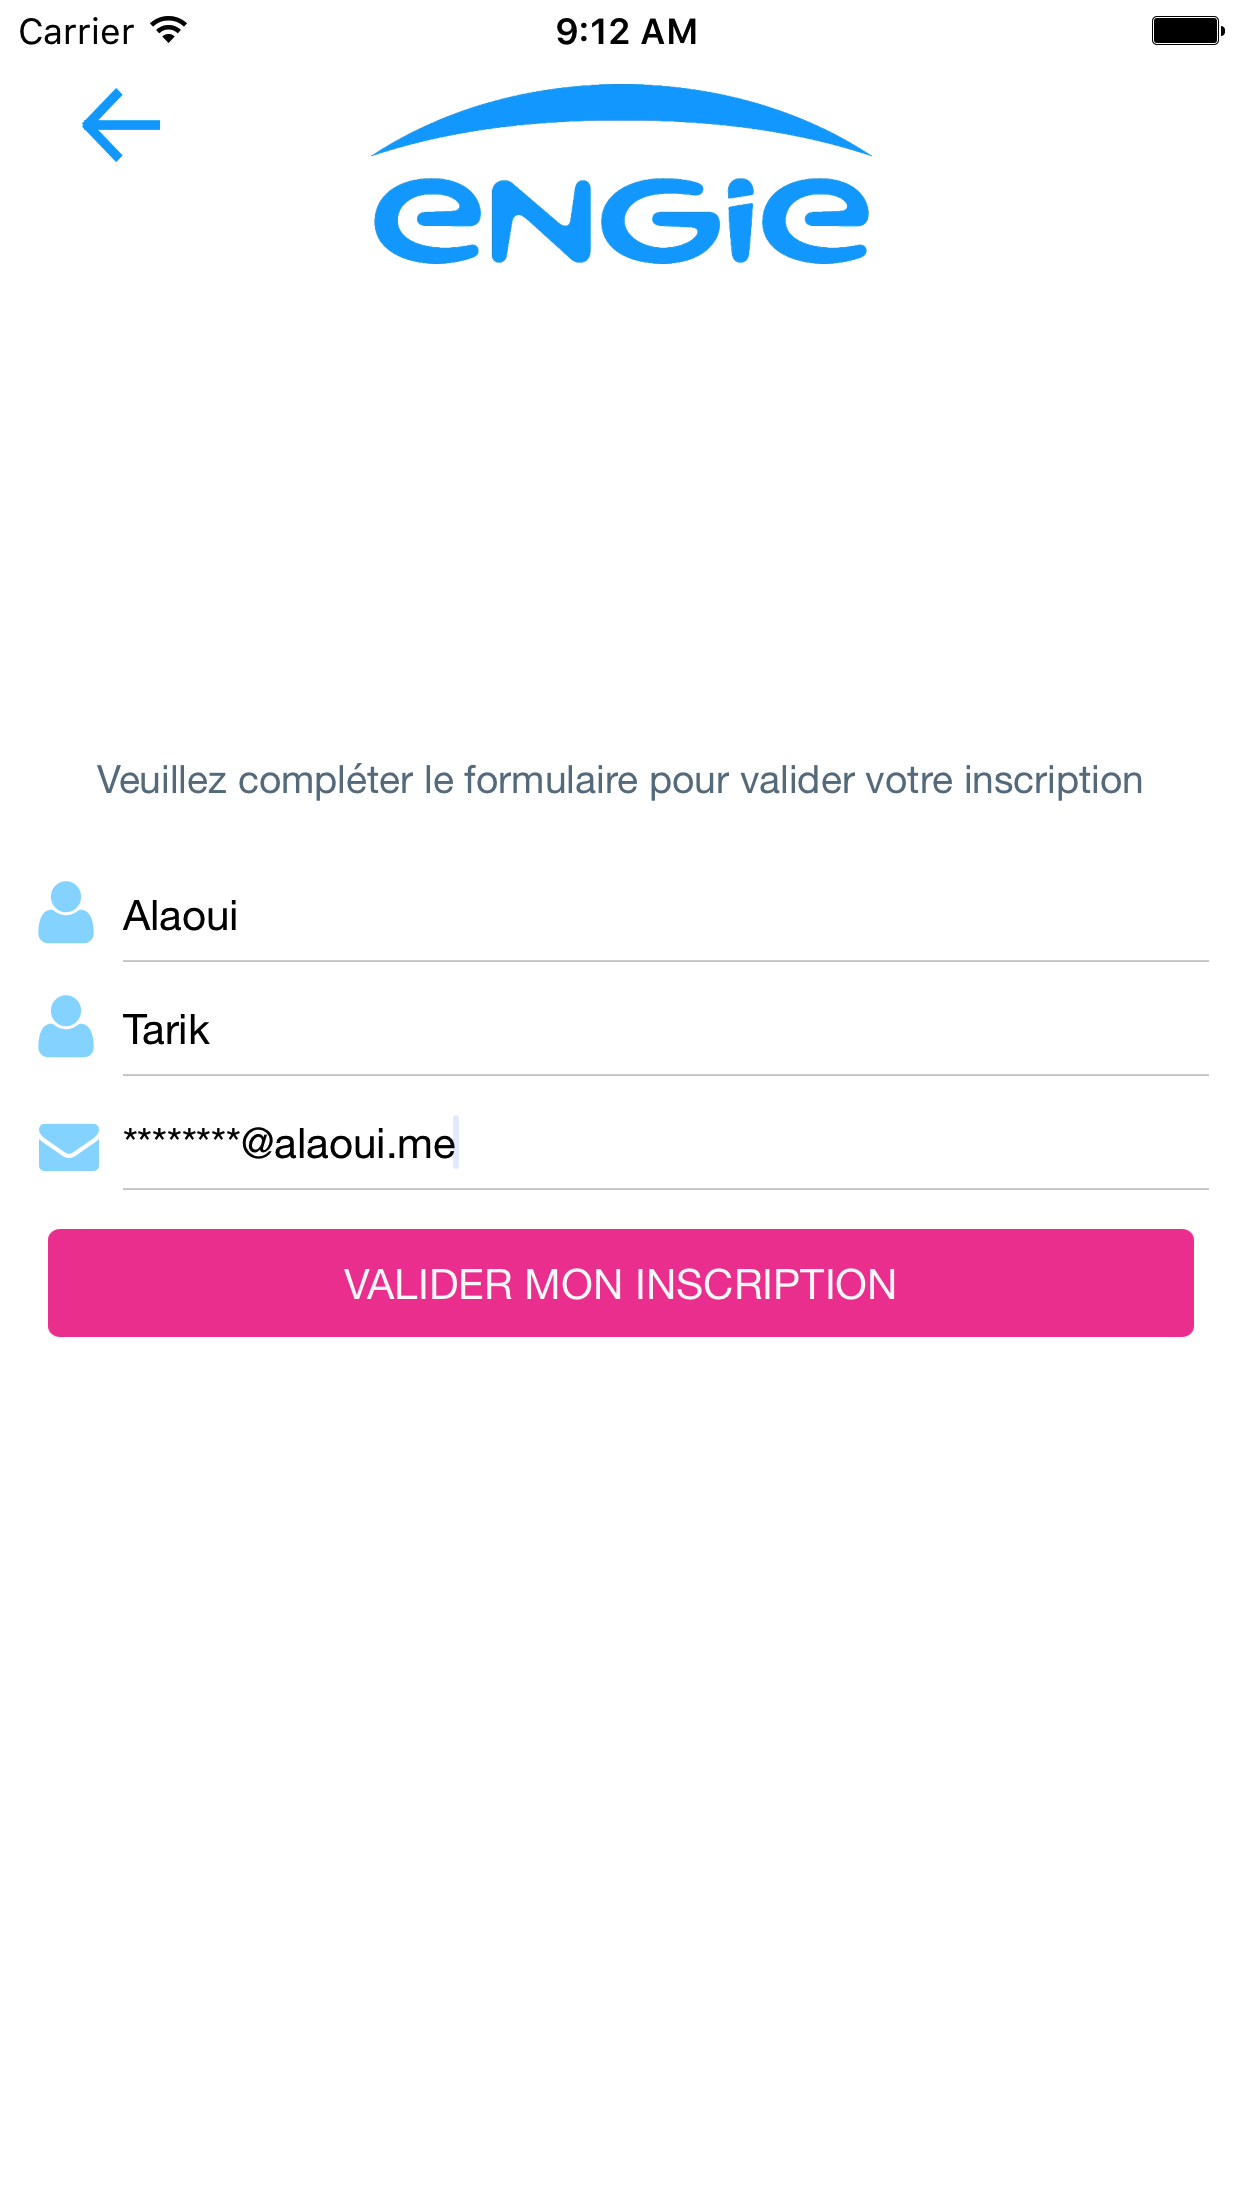 Carrier 9:12 AM
ENGIE
Veuillez compléter le formulaire pour valider votre inscription
Alaoui
Tarik
********@alaoui.me
VALIDER MON INSCRIPTION